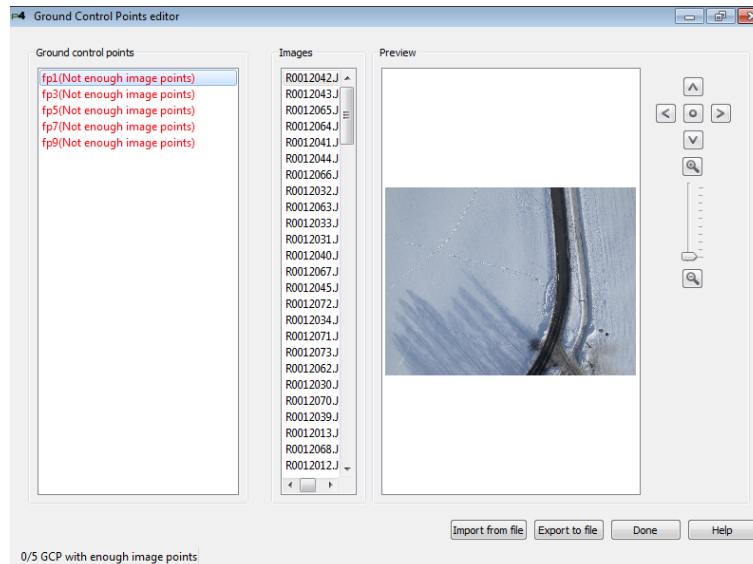 P4 Ground Control Points editor
Ground control points
fp1(Not enough image points)
fp3(Not enough image points)
fp5(Not enough image points)
fp7(Not enough image points)
fp9(Not enough image points)
Images
R0012042.J
R0012043.J
R0012065.J
R0012064.J
R0012041.J
R0012044.J
R0012066.J
R0012032.J
R0012063.J
R0012033.J
R0012031.J
R0012040.J
R0012067.J
R0012045.J
R0012072.J
R0012034.J
R0012071.J
R0012073.J
R0012062.J
R0012030.J
R0012070.J
R0012039.J
R0012013.J
R0012068.J
R0012012.J
Preview
Import from file
Export to file
Done
Help
0/5 GCP with enough image points